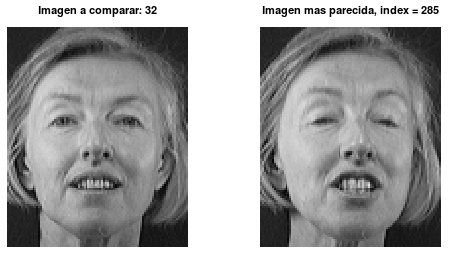 Imagen a comparar: 32
Imagen mas parecida, index = 285